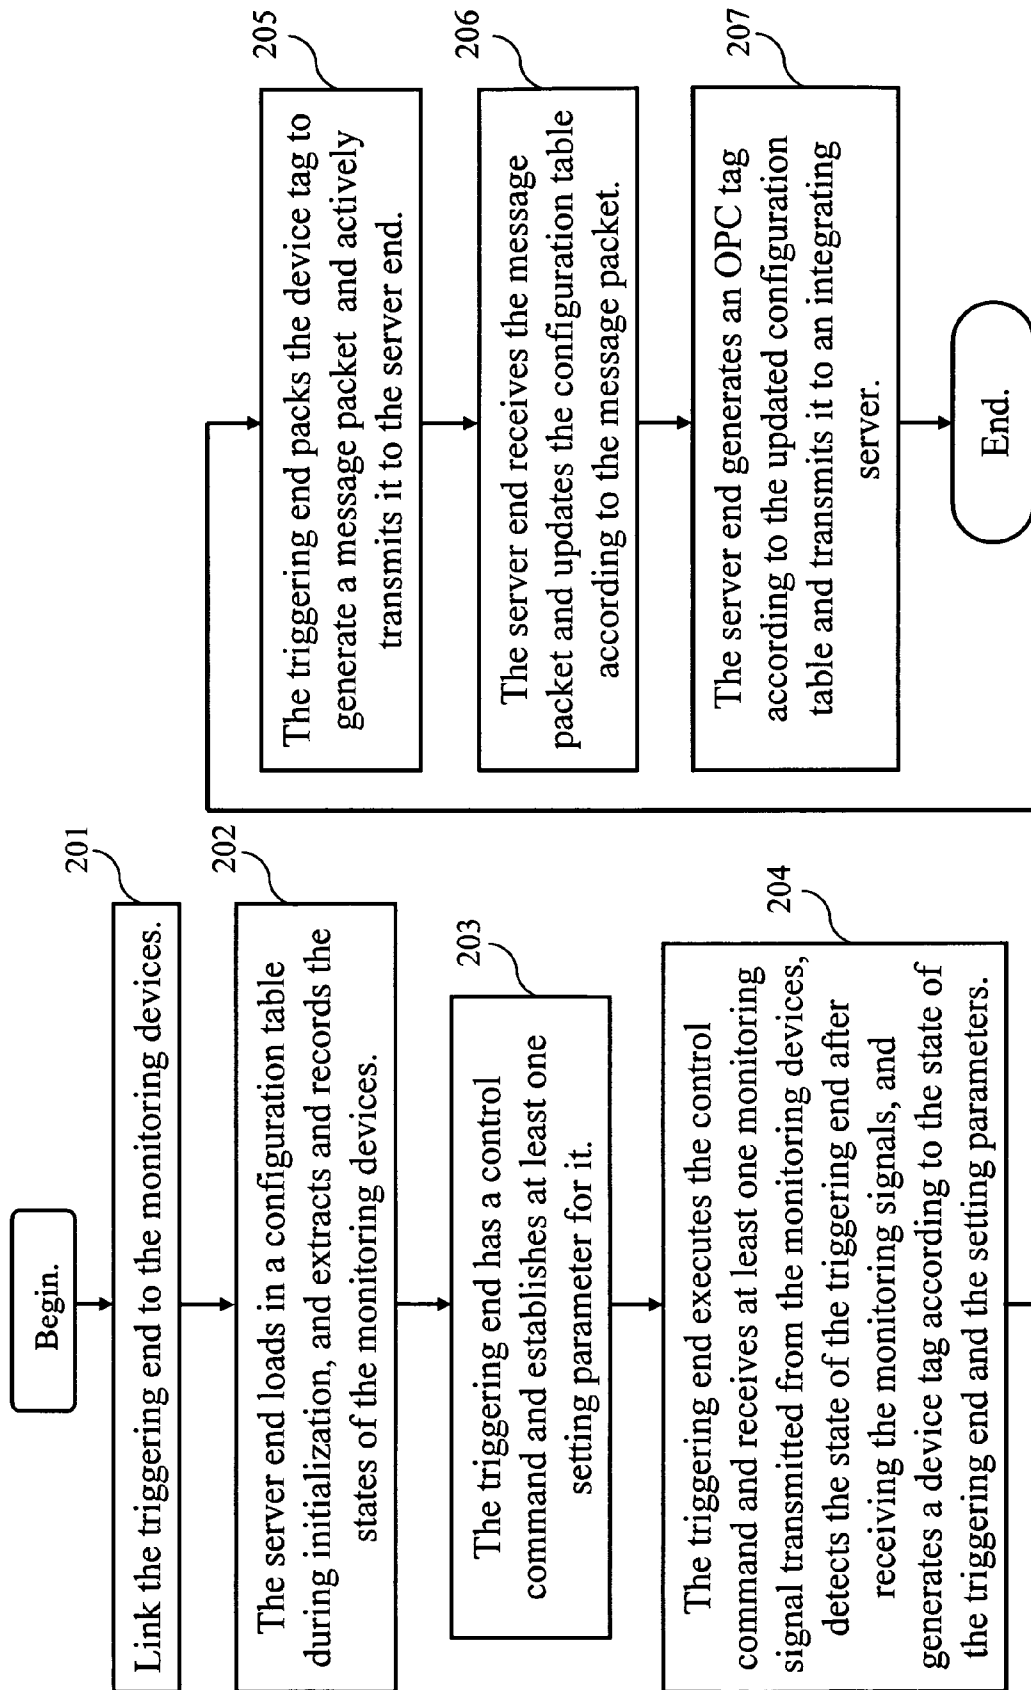 Begin.
201
Link the triggering end to the monitoring devices.
202
The server end loads in a configuration table
during initialization, and extracts and records the
states of the monitoring devices.
203
The triggering end has a control
command and establishes at least one
setting parameter for it.
204
The triggering end executes the control
command and receives at least one monitoring
signal transmitted from the monitoring devices,
detects the state of the triggering end after
receiving the monitoring signals, and
generates a device tag according to the state of
the triggering end and the setting parameters.
205
The triggering end packs the device tag to
generate a message packet and actively
transmits it to the server end.
206
The server end receives the message
packet and updates the configuration table
according to the message packet.
207
The server end generates an OPC tag
according to the updated configuration
table and transmits it to an integrating
server.
End.